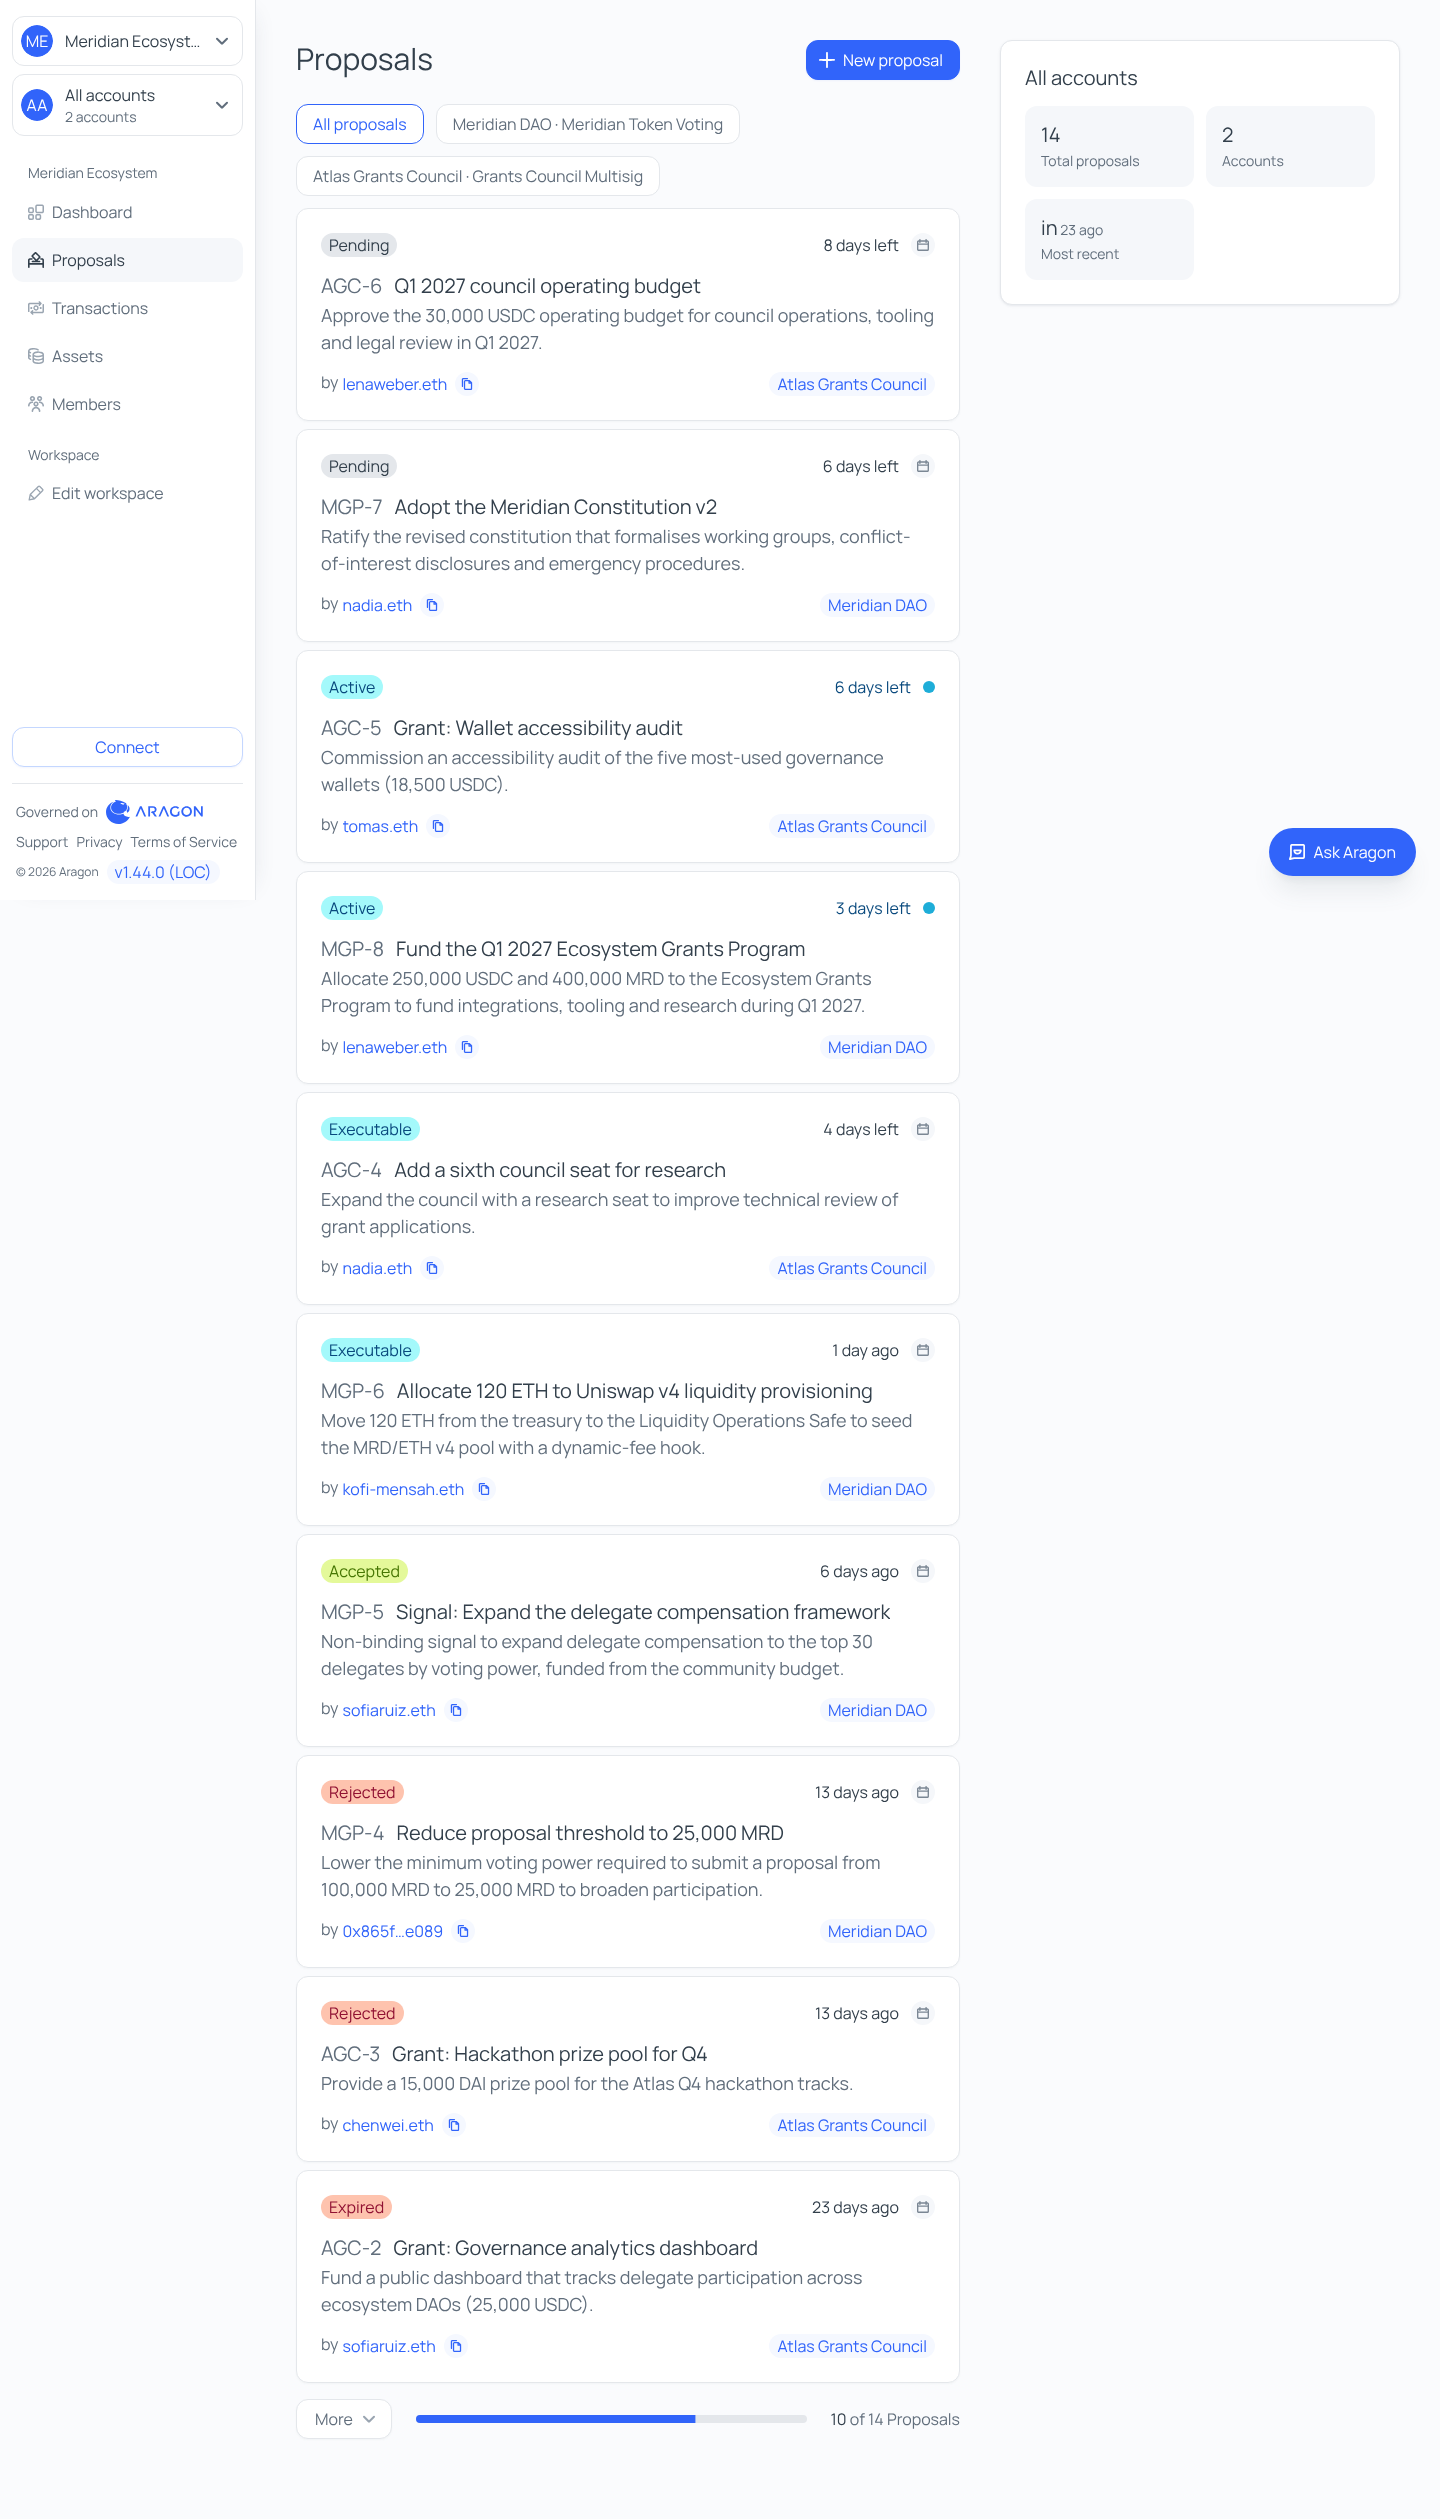 ME
Meridian Ecosyst...
AA
All accounts
2 accounts
Meridian Ecosystem
Dashboard
Proposals
Transactions
Assets
Members
Workspace
Edit workspace
Connect
Governed on ARAGON
Support Privacy Terms of Service
© 2026 Aragon v1.44.0 (LOC)
Proposals
New proposal
All proposals
Meridian DAO · Meridian Token Voting
Atlas Grants Council · Grants Council Multisig
Pending
8 days left
AGC-6 Q1 2027 council operating budget
Approve the 30,000 USDC operating budget for council operations, tooling
and legal review in Q1 2027.
by lenaweber.eth
Atlas Grants Council
Pending
6 days left
MGP-7 Adopt the Meridian Constitution v2
Ratify the revised constitution that formalises working groups, conflict-
of-interest disclosures and emergency procedures.
by nadia.eth
Meridian DAO
Active
6 days left
AGC-5 Grant: Wallet accessibility audit
Commission an accessibility audit of the five most-used governance
wallets (18,500 USDC).
by tomas.eth
Atlas Grants Council
Active
3 days left
MGP-8 Fund the Q1 2027 Ecosystem Grants Program
Allocate 250,000 USDC and 400,000 MRD to the Ecosystem Grants
Program to fund integrations, tooling and research during Q1 2027.
by lenaweber.eth
Meridian DAO
Executable
4 days left
AGC-4 Add a sixth council seat for research
Expand the council with a research seat to improve technical review of
grant applications.
by nadia.eth
Atlas Grants Council
Executable
1 day ago
MGP-6 Allocate 120 ETH to Uniswap v4 liquidity provisioning
Move 120 ETH from the treasury to the Liquidity Operations Safe to seed
the MRD/ETH v4 pool with a dynamic-fee hook.
by kofi-mensah.eth
Meridian DAO
Accepted
6 days ago
MGP-5 Signal: Expand the delegate compensation framework
Non-binding signal to expand delegate compensation to the top 30
delegates by voting power, funded from the community budget.
by sofiaruiz.eth
Meridian DAO
Rejected
13 days ago
MGP-4 Reduce proposal threshold to 25,000 MRD
Lower the minimum voting power required to submit a proposal from
100,000 MRD to 25,000 MRD to broaden participation.
by 0x865f...e089
Meridian DAO
Rejected
13 days ago
AGC-3 Grant: Hackathon prize pool for Q4
Provide a 15,000 DAI prize pool for the Atlas Q4 hackathon tracks.
by chenwei.eth
Atlas Grants Council
Expired
23 days ago
AGC-2 Grant: Governance analytics dashboard
Fund a public dashboard that tracks delegate participation across
ecosystem DAOs (25,000 USDC).
by sofiaruiz.eth
Atlas Grants Council
More
10 of 14 Proposals
All accounts
14
Total proposals
2
Accounts
in 23 ago
Most recent
Ask Aragon